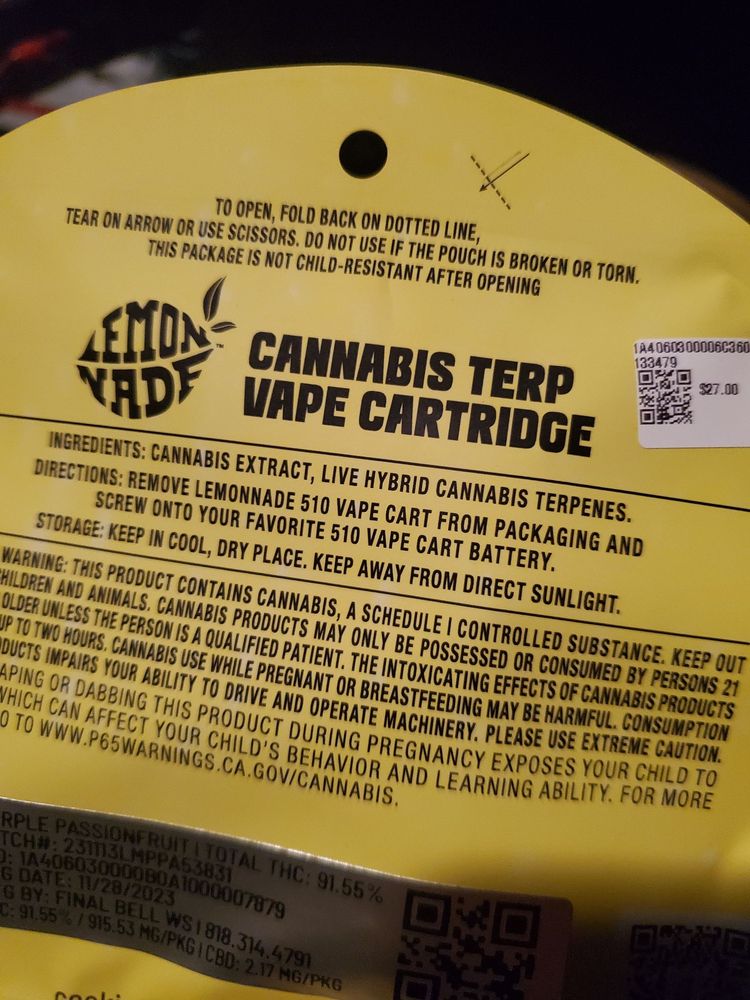 TO OPEN, FOLD BACK ON DOTTED LINE,
TEAR ON ARROW OR USE SCISSORS. DO NOT USE IF THE POUCH IS BROKEN OR TORN.
THIS PACKAGE IS NOT CHILD-RESISTANT AFTER OPENING
LEMON
NADE™
CANNABIS TERP
VAPE CARTRIDGE
1A4060300006C360
133479
$27.00
INGREDIENTS: CANNABIS EXTRACT, LIVE HYBRID CANNABIS TERPENES.
DIRECTIONS: REMOVE LEMONNADE 510 VAPE CART FROM PACKAGING AND
SCREW ONTO YOUR FAVORITE 510 VAPE CART BATTERY.
STORAGE: KEEP IN COOL, DRY PLACE. KEEP AWAY FROM DIRECT SUNLIGHT.
WARNING: THIS PRODUCT CONTAINS CANNABIS, A SCHEDULE I CONTROLLED SUBSTANCE. KEEP OUT
HILDREN AND ANIMALS. CANNABIS PRODUCTS MAY ONLY BE POSSESSED OR CONSUMED BY PERSONS 21
OLDER UNLESS THE PERSON IS A QUALIFIED PATIENT. THE INTOXICATING EFFECTS OF CANNABIS PRODUCTS
UP TO TWO HOURS. CANNABIS USE WHILE PREGNANT OR BREASTFEEDING MAY BE HARMFUL. CONSUMPTION
ODUCTS IMPAIRS YOUR ABILITY TO DRIVE AND OPERATE MACHINERY. PLEASE USE EXTREME CAUTION.
APING OR DABBING THIS PRODUCT DURING PREGNANCY EXPOSES YOUR CHILD TO
WHICH CAN AFFECT YOUR CHILD'S BEHAVIOR AND LEARNING ABILITY. FOR MORE
O TO WWW.P65WARNINGS.CA.GOV/CANNABIS.
RPLE PASSIONFRUIT | TOTAL THC: 91.55%
TCH#: 231113LMPPA53831
D: 1A40603000080A1000007879
G DATE: 11/28/2023
G BY: FINAL BELL WS | 818.314.4791
C: 91.55% / 915.53 MG/PKG | CBD: 2.17 MG/PKG